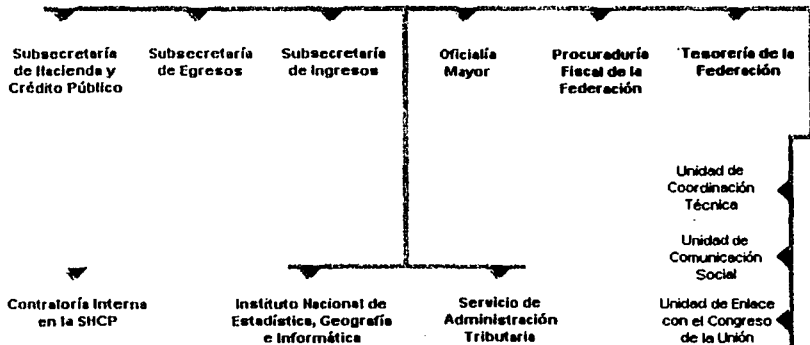 Subsecretaría
de Hacienda y
Crédito Público
Subsecretaría
de Egresos
Subsecretaría
de Ingresos
Oficialía
Mayor
Procuraduría
Fiscal de la
Federación
Tesorería de la
Federación
Unidad de
Coordinación
Técnica
Unidad de
Comunicación
Social
Contraloría Interna
en la SHCP
Instituto Nacional de
Estadística, Geografía
e Informática
Servicio de
Administración
Tributaria
Unidad de Enlace
con el Congreso
de la Unión